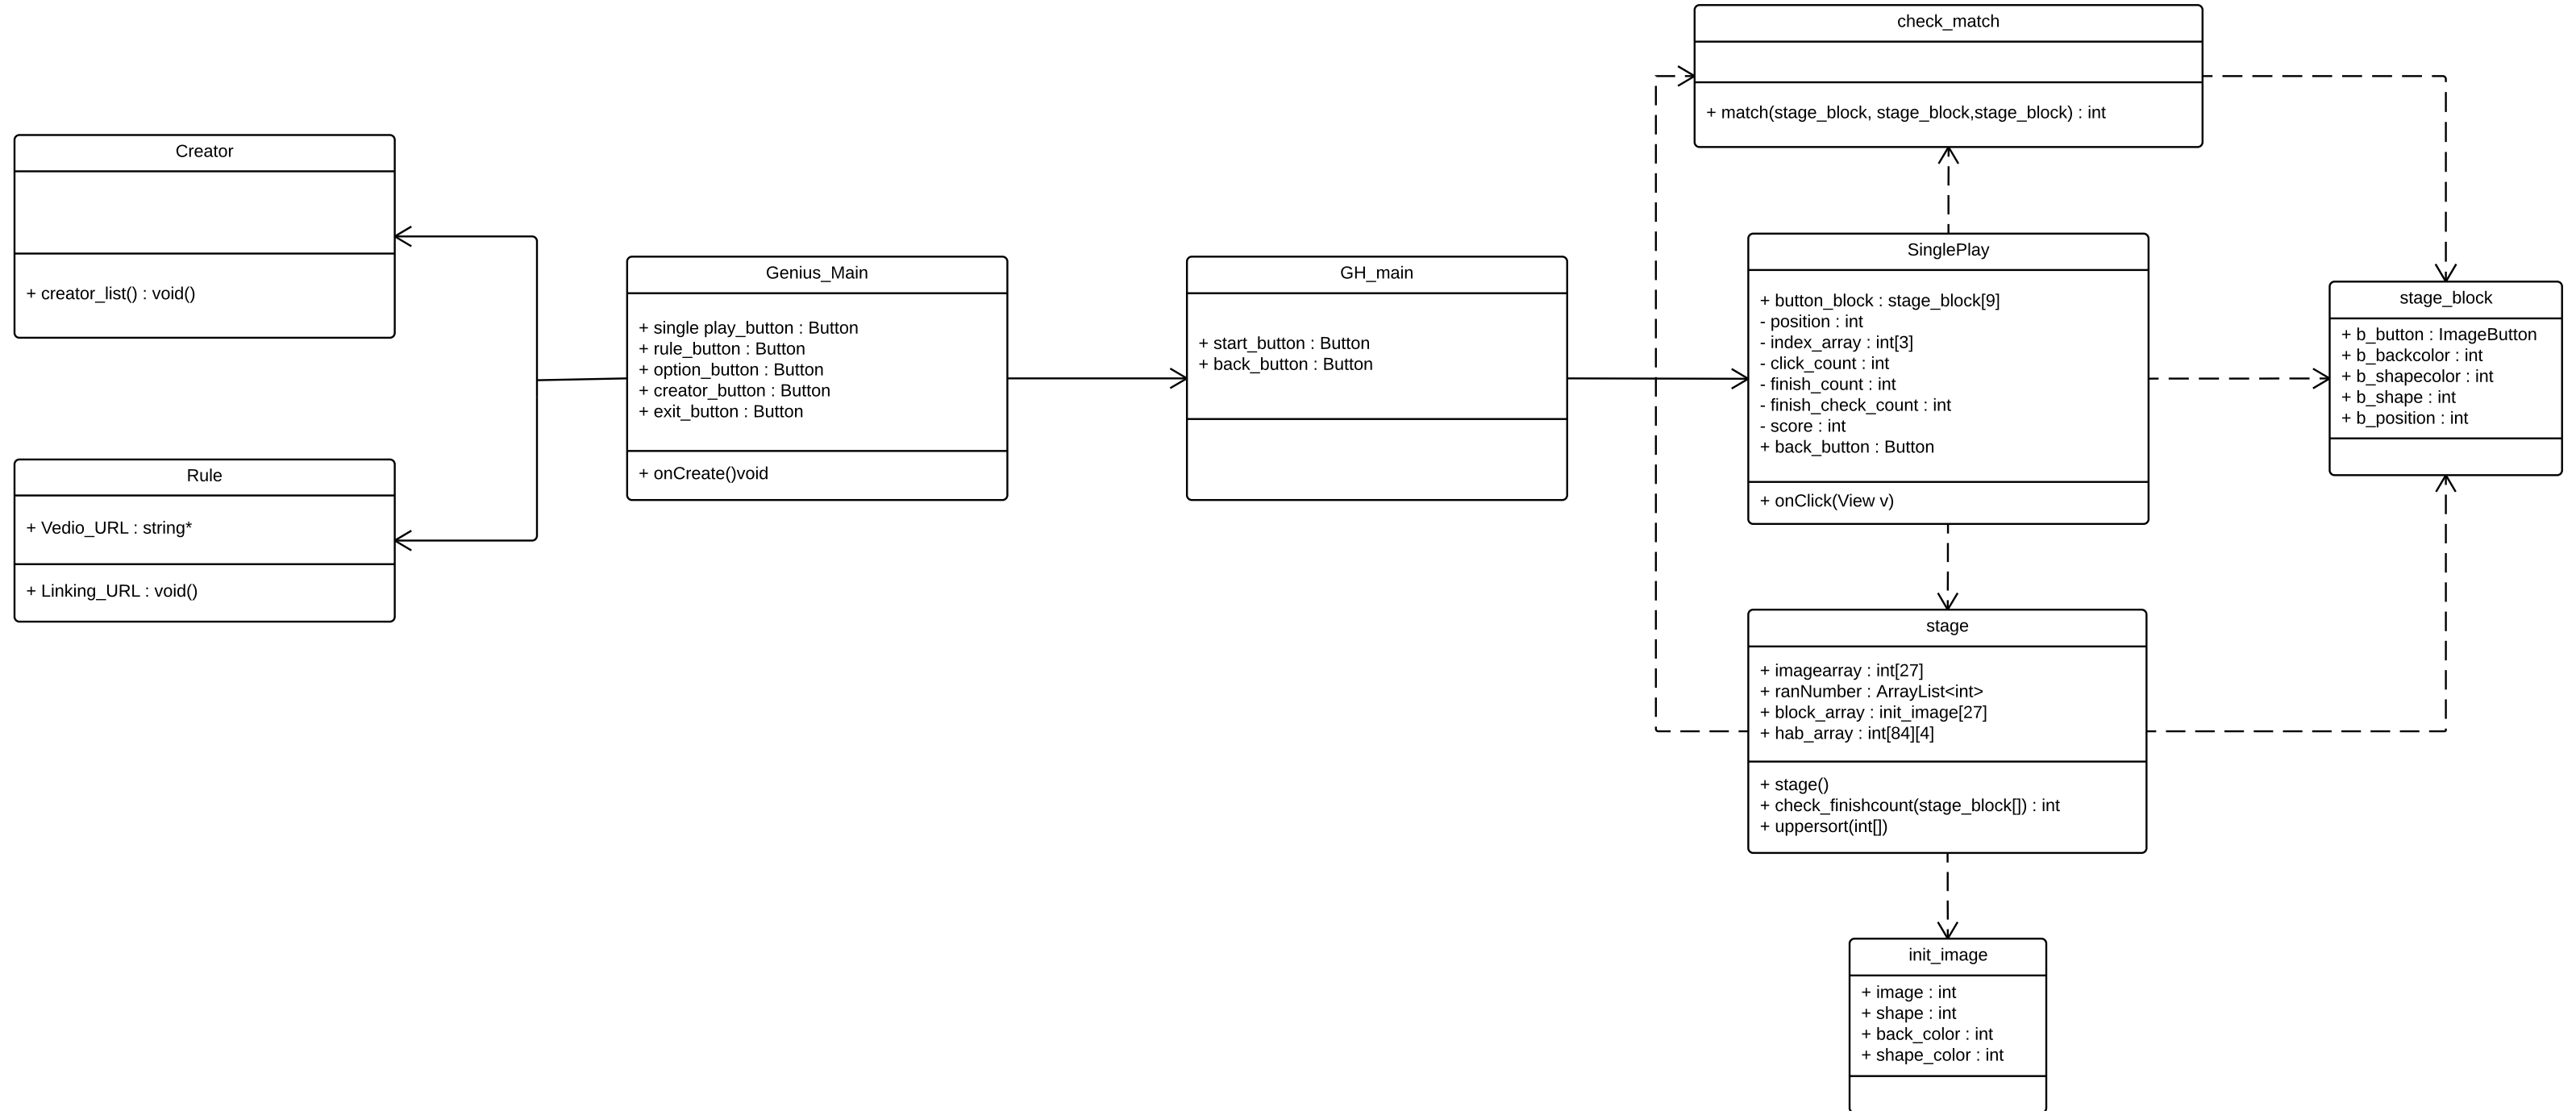 check_match
+ match(stage_block, stage_block,stage_block) : int
Creator
+ creator_list() : void()
Rule
+ Vedio_URL : string*
+ Linking_URL : void()
Genius_Main
+ single play_button : Button
+ rule_button : Button
+ option_button : Button
+ creator_button : Button
+ exit_button : Button
+ onCreate()void
GH_main
+ start_button : Button
+ back_button : Button
SinglePlay
+ button_block : stage_block[9]
- position : int
- index_array : int[3]
- click_count : int
- finish_count : int
- finish_check_count : int
- score : int
+ back_button : Button
+ onClick(View v)
stage_block
+ b_button : ImageButton
+ b_backcolor : int
+ b_shapecolor : int
+ b_shape : int
+ b_position : int
stage
+ imagearray : int[27]
+ ranNumber : ArrayList<int>
+ block_array : init_image[27]
+ hab_array : int[84][4]
+ stage()
+ check_finishcount(stage_block[]) : int
+ uppersort(int[])
init_image
+ image : int
+ shape : int
+ back_color : int
+ shape_color : int